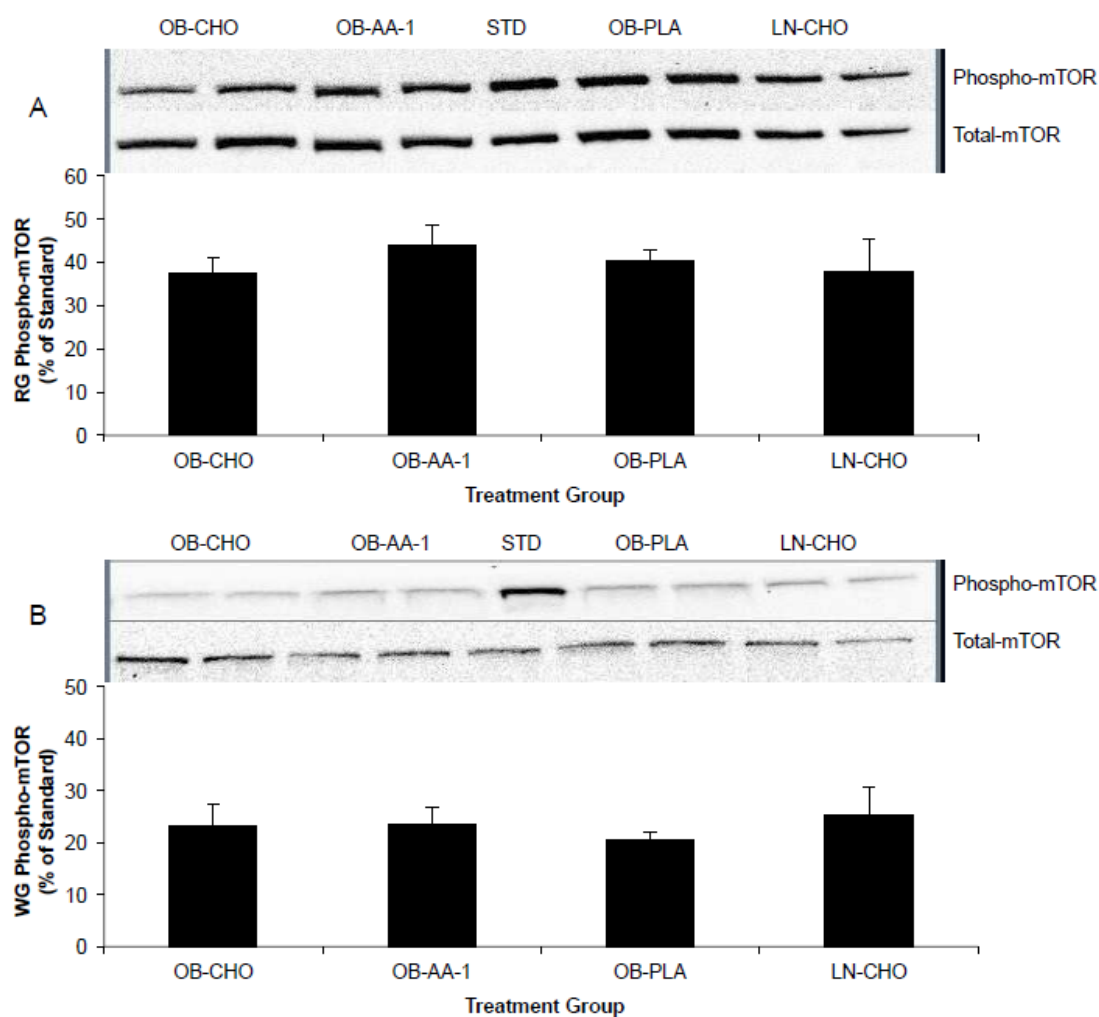 OB-CHO OB-AA-1 STD OB-PLA LN-CHO
Phospho-mTOR
A
Total-mTOR
60
50
40
30
20
10
0
RG Phospho-mTOR
(% of Standard)
OB-CHO OB-AA-1 OB-PLA LN-CHO
Treatment Group
OB-CHO OB-AA-1 STD OB-PLA LN-CHO
Phospho-mTOR
B
Total-mTOR
50
40
30
20
10
0
WG Phospho-mTOR
(% of Standard)
OB-CHO OB-AA-1 OB-PLA LN-CHO
Treatment Group